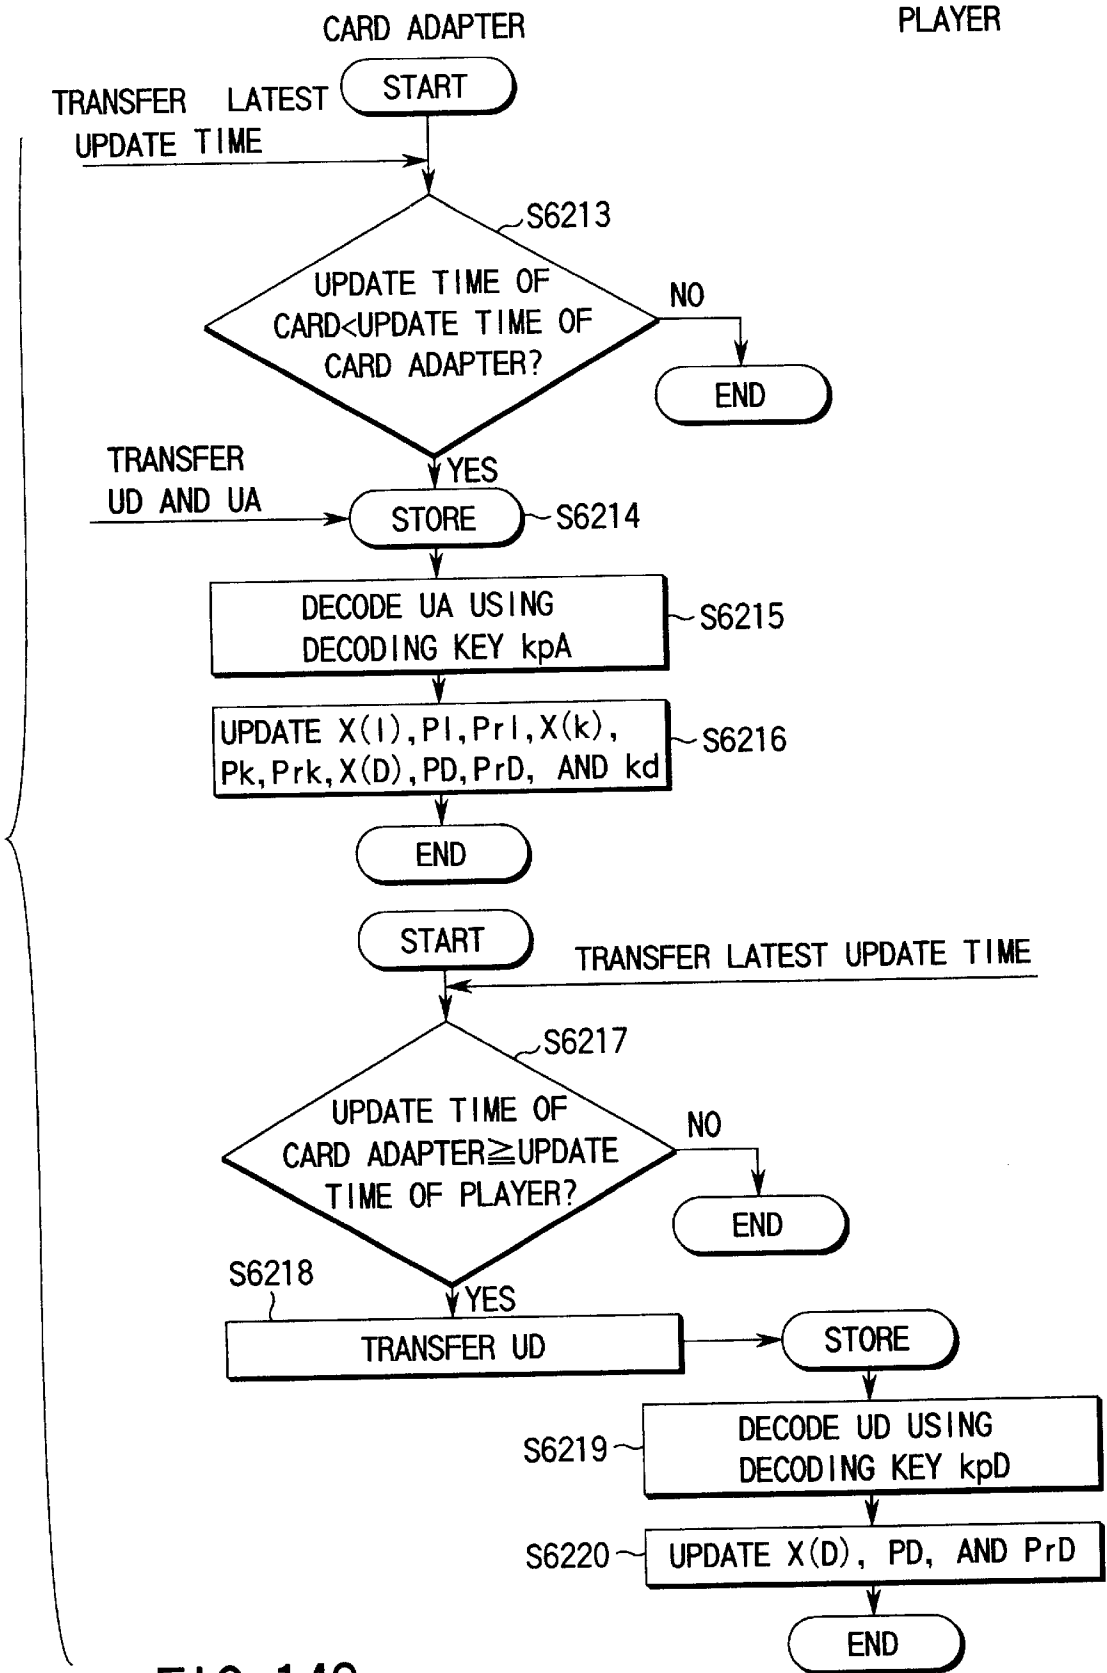 CARD ADAPTER
PLAYER
START
TRANSFER LATEST
UPDATE TIME
S6213
UPDATE TIME OF
CARD<UPDATE TIME OF
CARD ADAPTER?
NO
END
YES
TRANSFER
UD AND UA
STORE
S6214
DECODE UA USING
DECODING KEY kpA
S6215
UPDATE X(I),PI,PrI,X(k),
Pk,Prk,X(D),PD,PrD, AND kd
S6216
END
START
TRANSFER LATEST UPDATE TIME
S6217
UPDATE TIME OF
CARD ADAPTER≧UPDATE
TIME OF PLAYER?
NO
END
S6218
YES
TRANSFER UD
STORE
S6219
DECODE UD USING
DECODING KEY kpD
S6220
UPDATE X(D), PD, AND PrD
END